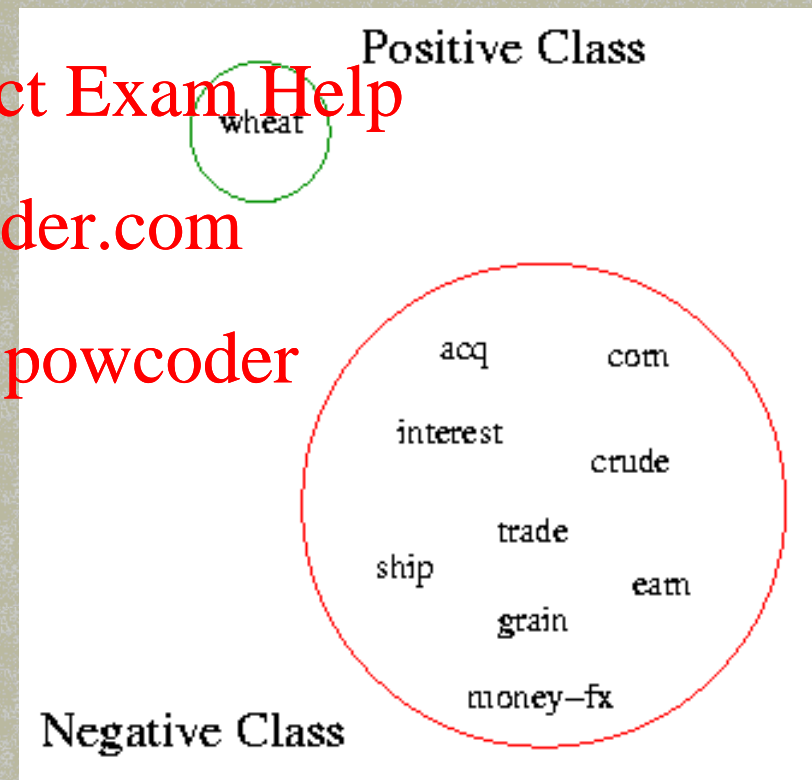 Positive Class
ct Exam Help
wheat
der.com
powcoder
acq
corn
interest
crude
trade
ship
earn
grain
money-fx
Negative Class